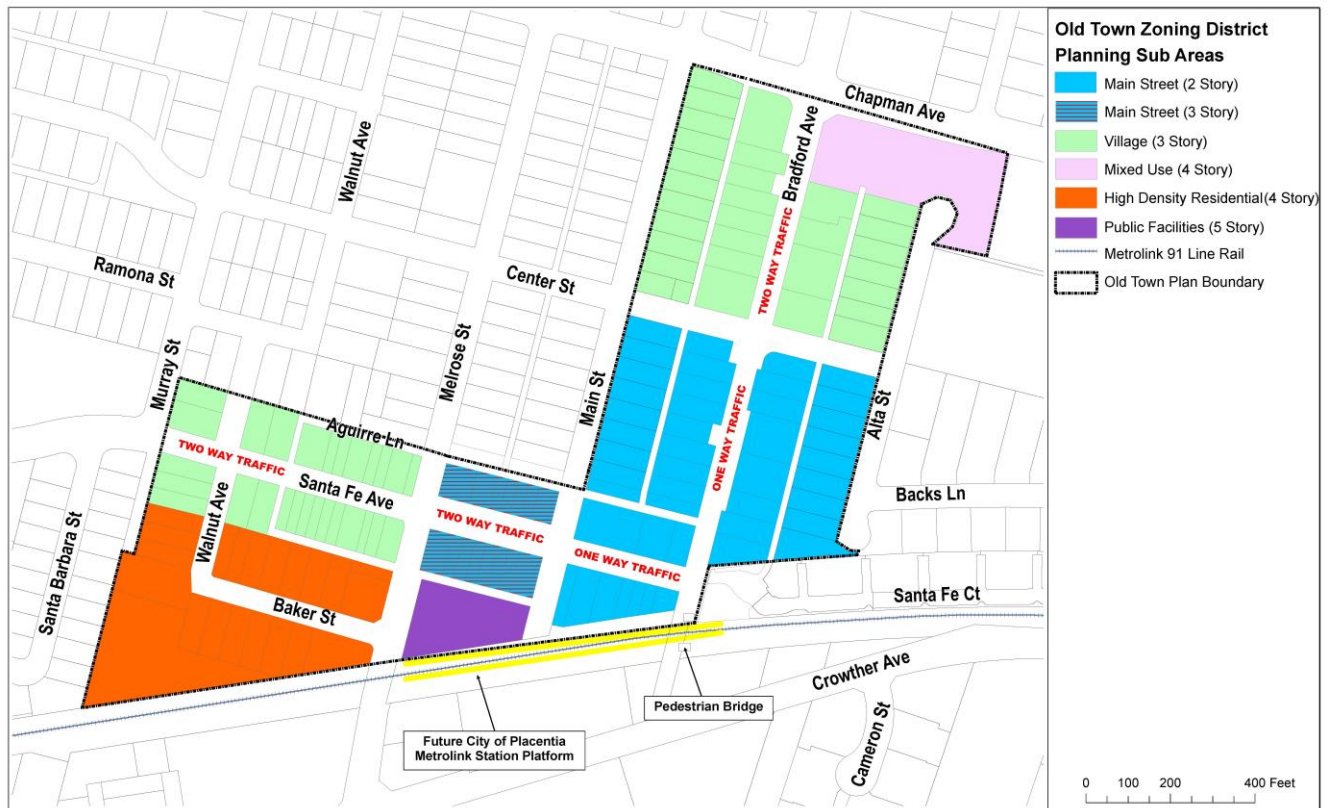 Old Town Zoning District
Planning Sub Areas
Main Street (2 Story)
Main Street (3 Story)
Village (3 Story)
Mixed Use (4 Story)
High Density Residential(4 Story)
Public Facilities (5 Story)
Metrolink 91 Line Rail
Old Town Plan Boundary
Chapman Ave
Bradford Ave
Walnut Ave
TWO WAY TRAFFIC
Center St
Ramona St
Melrose St
Main St
Murray St
Alta St
ONE WAY TRAFFIC
Aguirre Ln
TWO WAY TRAFFIC
Santa Fe Ave
Walnut Ave
Backs Ln
TWO WAY TRAFFIC
ONE WAY TRAFFIC
Santa Barbara St
Baker St
Santa Fe Ct
Crowther Ave
Pedestrian Bridge
Cameron St
Future City of Placentia
Metrolink Station Platform
0 100 200 400 Feet